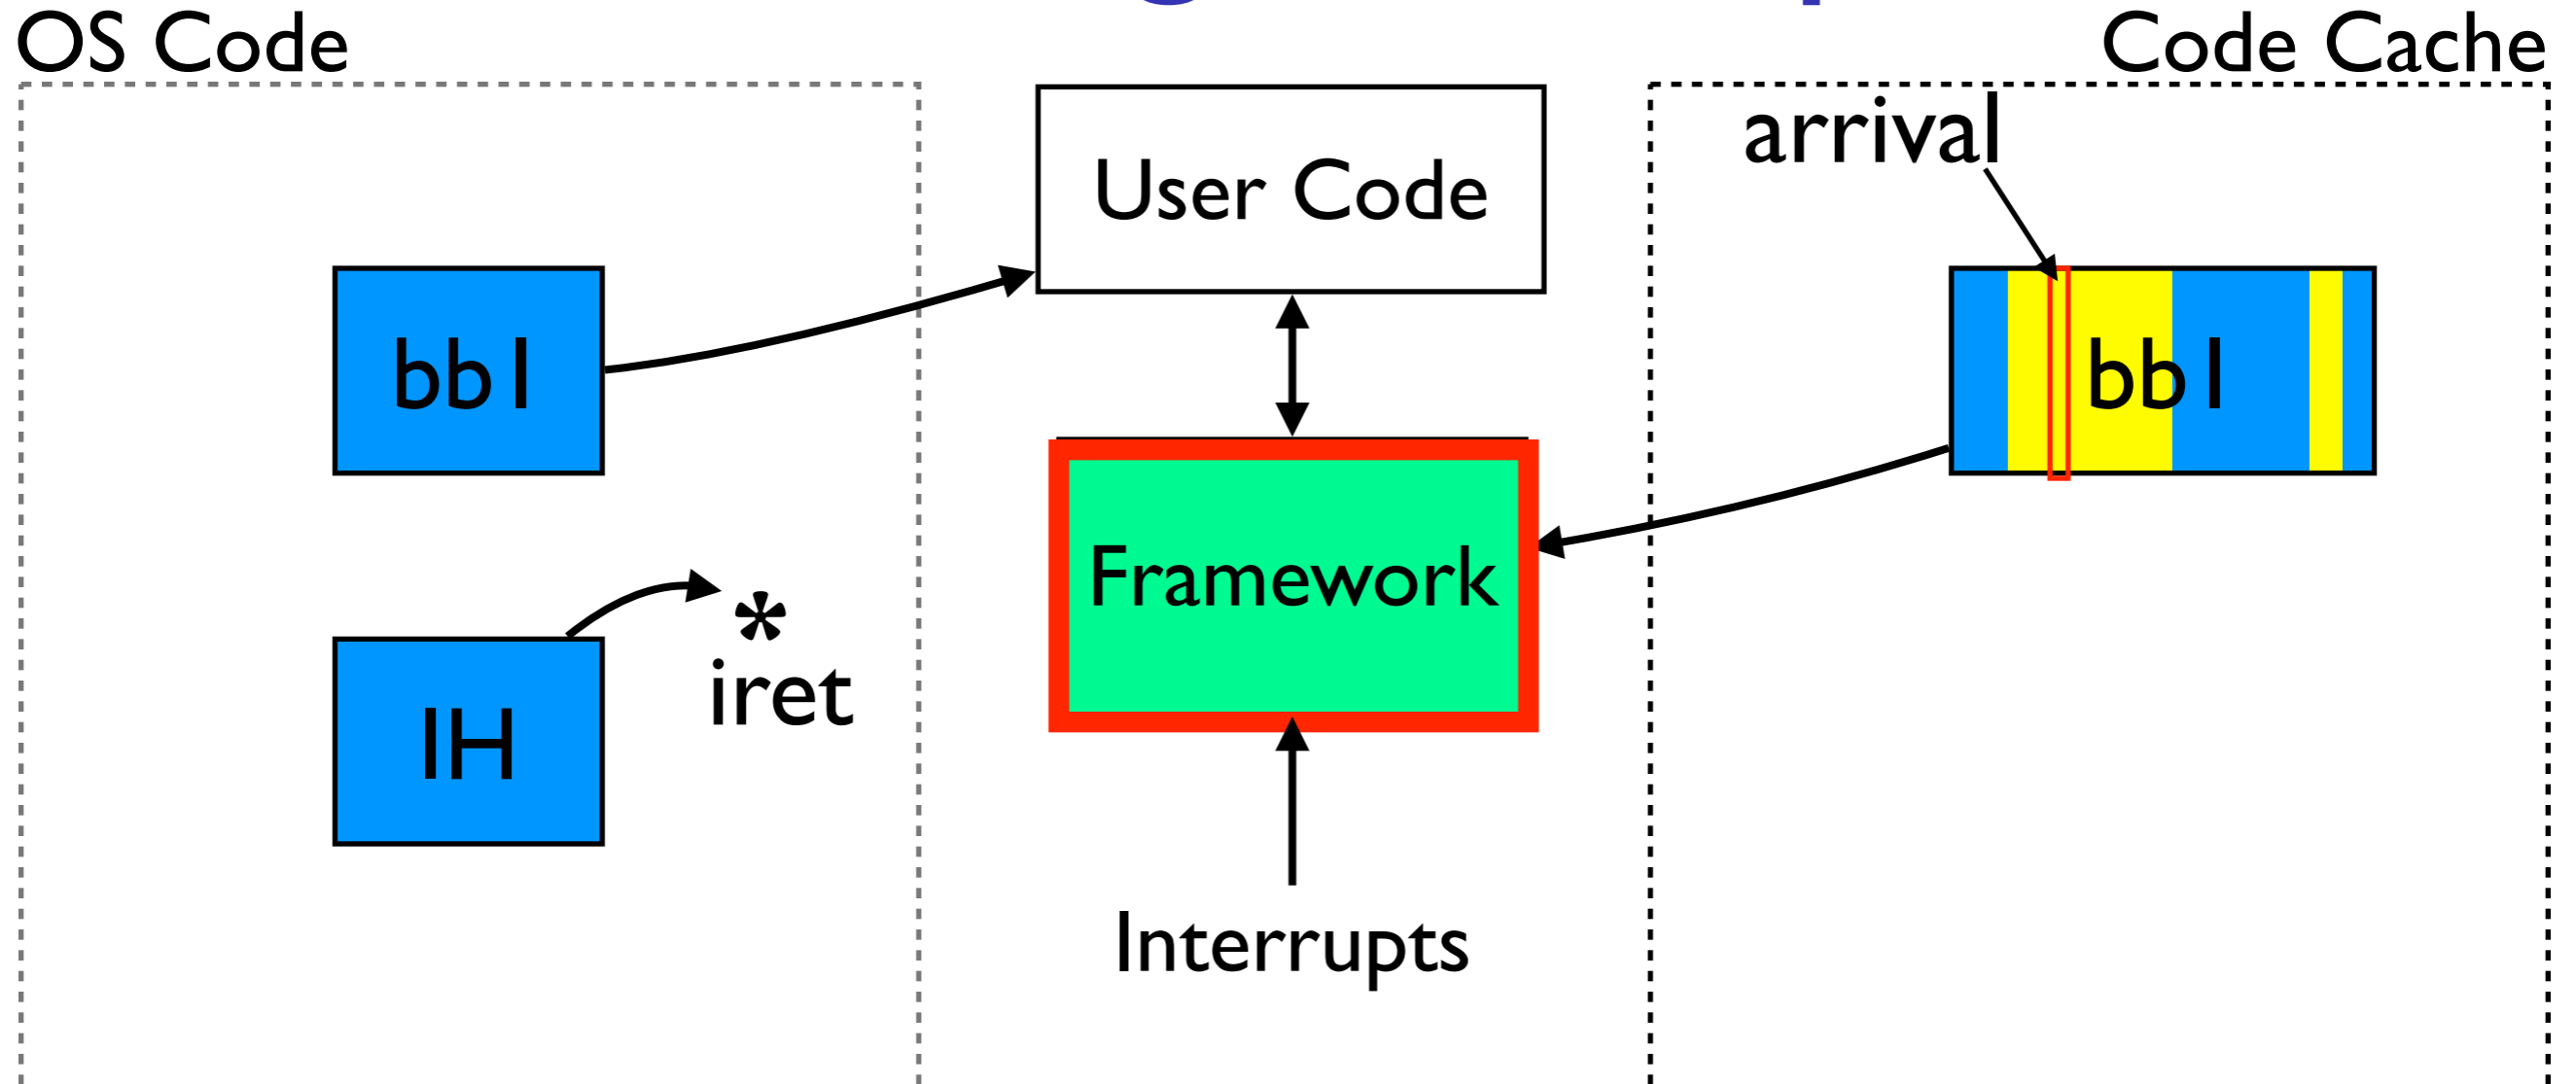 OS Code
Code Cache
arrival
User Code
bb1
bb1
Framework
*
iret
IH
Interrupts